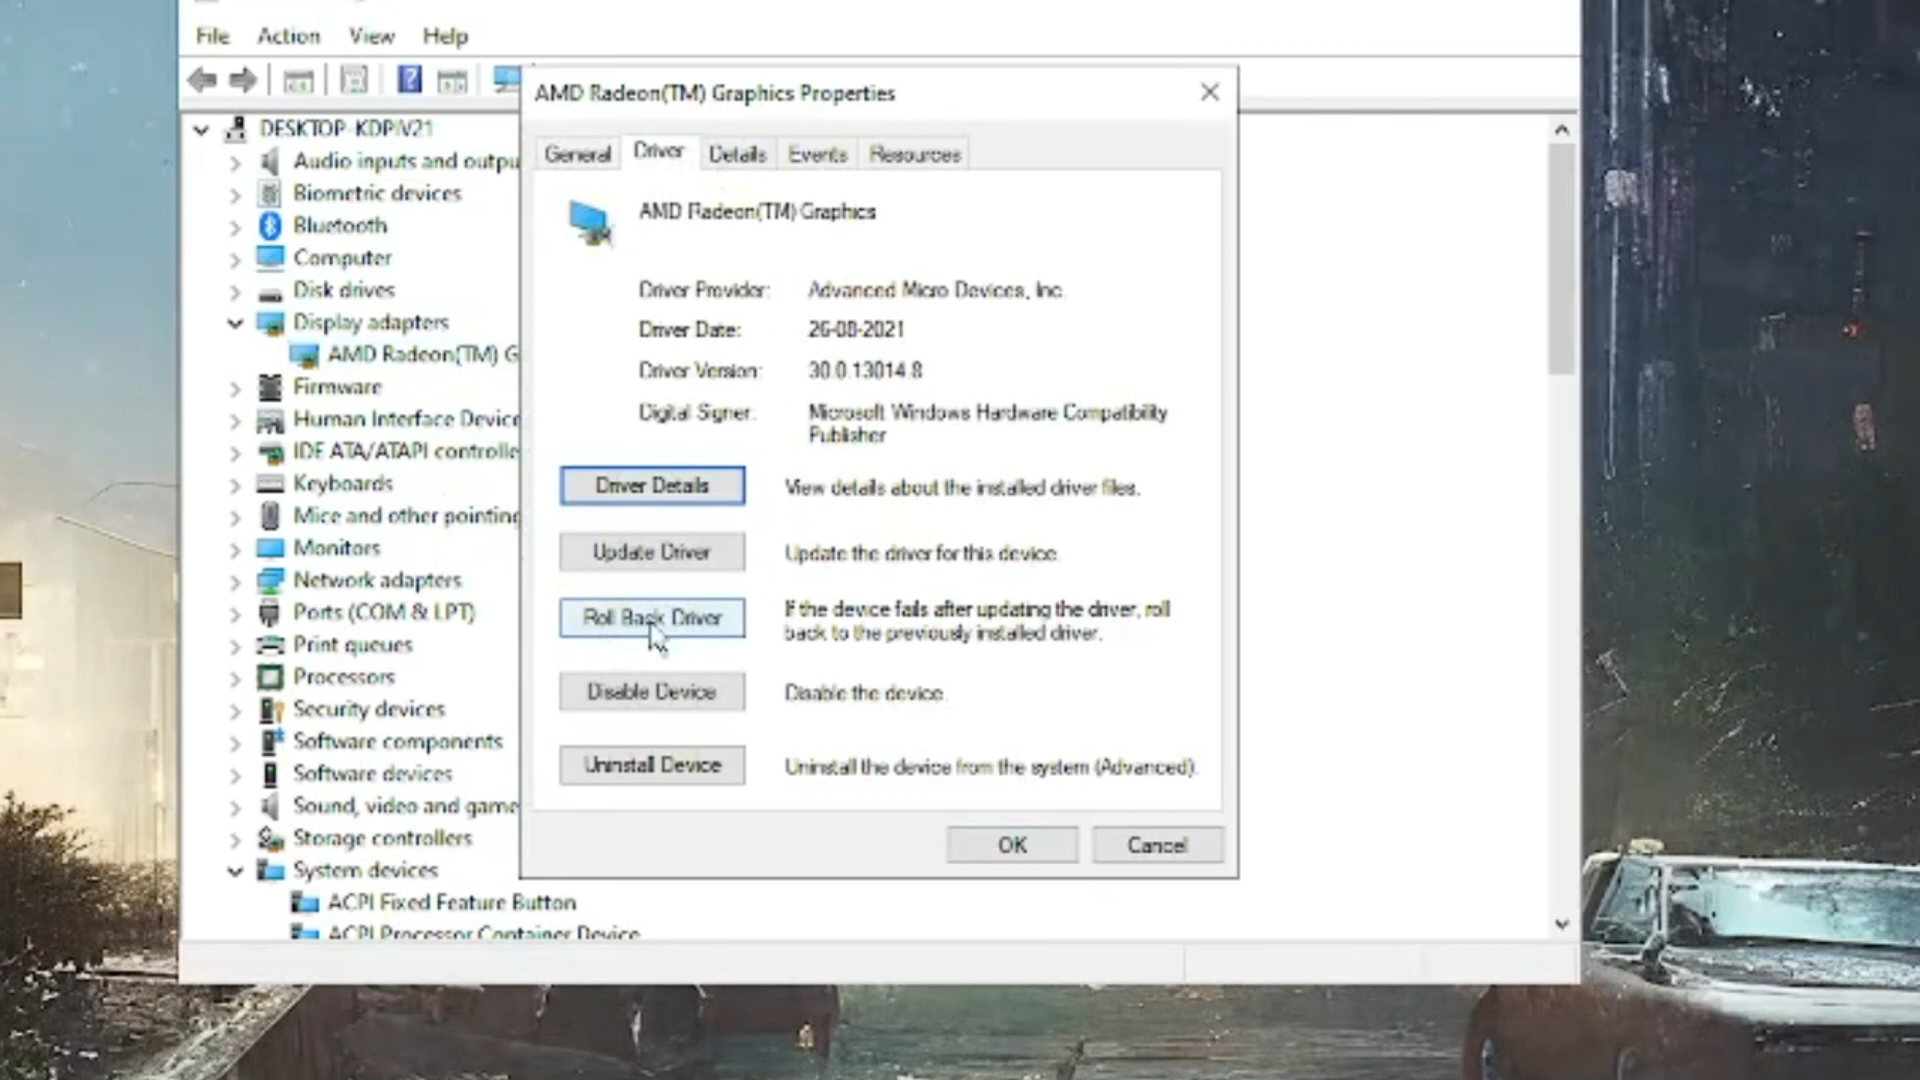 File Action View Help
AMD Radeon(TM) Graphics Properties
General Driver Details Events Resources
AMD Radeon(TM) Graphics
Driver Provider: Advanced Micro Devices, Inc.
Driver Date: 26-08-2021
Driver Version: 30.0.13014.8
Digital Signer: Microsoft Windows Hardware Compatibility
Publisher
Driver Details View details about the installed driver files.
Update Driver Update the driver for this device.
Roll Back Driver If the device fails after updating the driver, roll
back to the previously installed driver.
Disable Device Disable the device.
Uninstall Device Uninstall the device from the system (Advanced).
OK Cancel
Audio inputs and outpu
Biometric devices
Bluetooth
Computer
Disk drives
Display adapters
AMD Radeon(TM) G
Firmware
Human Interface Device
IDE ATA/ATAPI controlle
Keyboards
Mice and other pointing
Monitors
Network adapters
Ports (COM & LPT)
Print queues
Processors
Security devices
Software components
Software devices
Sound, video and game
Storage controllers
System devices
ACPI Fixed Feature Button
ACPI Processor Container Device